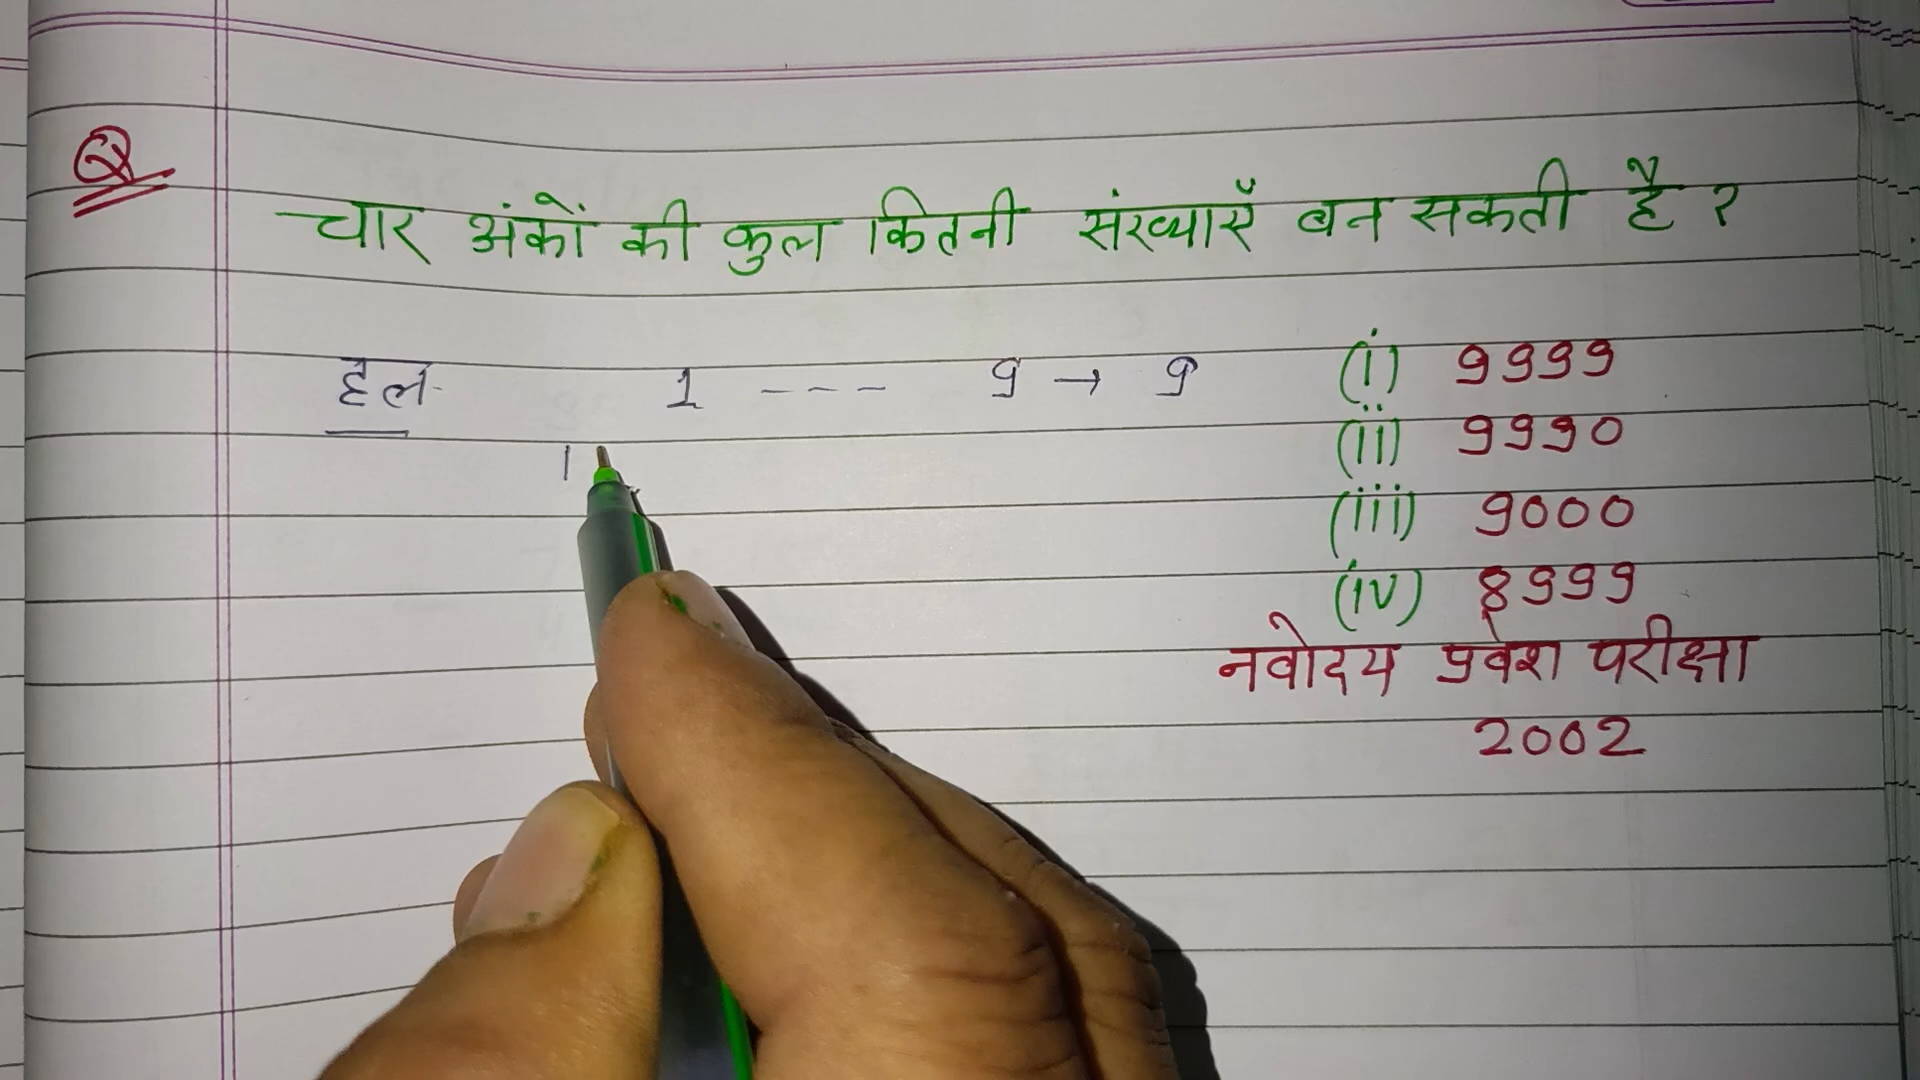 Q
चार अंकों की कुल कितनी संख्याएँ बन सकती है ?
हल- 1 --- 9 → 9
1
(i) 9999
(ii) 9990
(iii) 9000
(iv) 8999
नवोदय प्रवेश परीक्षा
2002